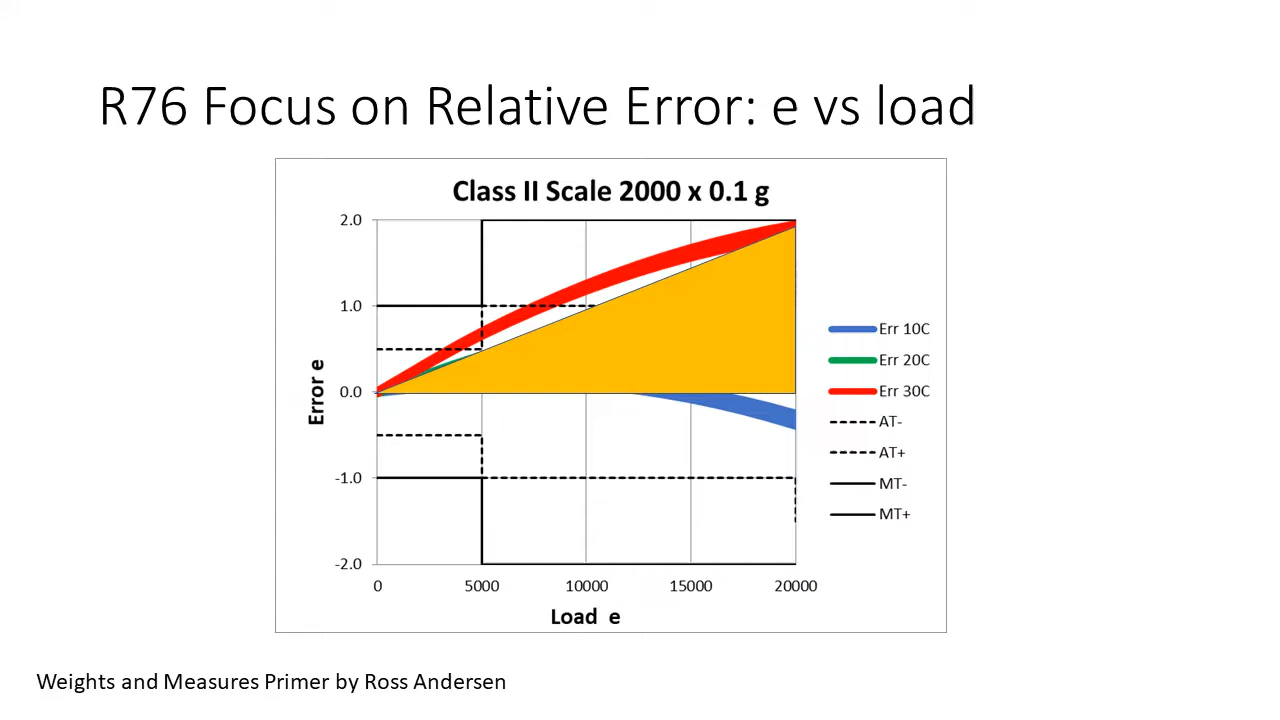 R76 Focus on Relative Error: e vs load
Class II Scale 2000 x 0.1 g
2.0
1.0
0.0
-1.0
-2.0
Error e
0
5000
10000
15000
20000
Load e
Err 10C
Err 20C
Err 30C
AT-
AT+
MT-
MT+
Weights and Measures Primer by Ross Andersen